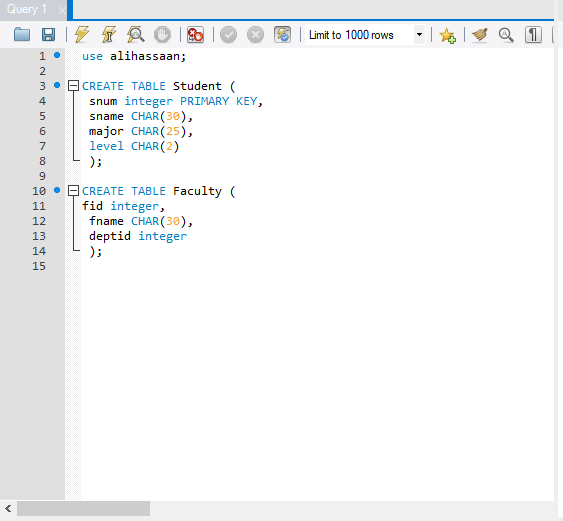 Query 1
Limit to 1000 rows
1 use alihassaan;
2
3 CREATE TABLE Student (
4 snum integer PRIMARY KEY,
5 sname CHAR(30),
6 major CHAR(25),
7 level CHAR(2)
8 );
9
10 CREATE TABLE Faculty (
11 fid integer,
12 fname CHAR(30),
13 deptid integer
14 );
15